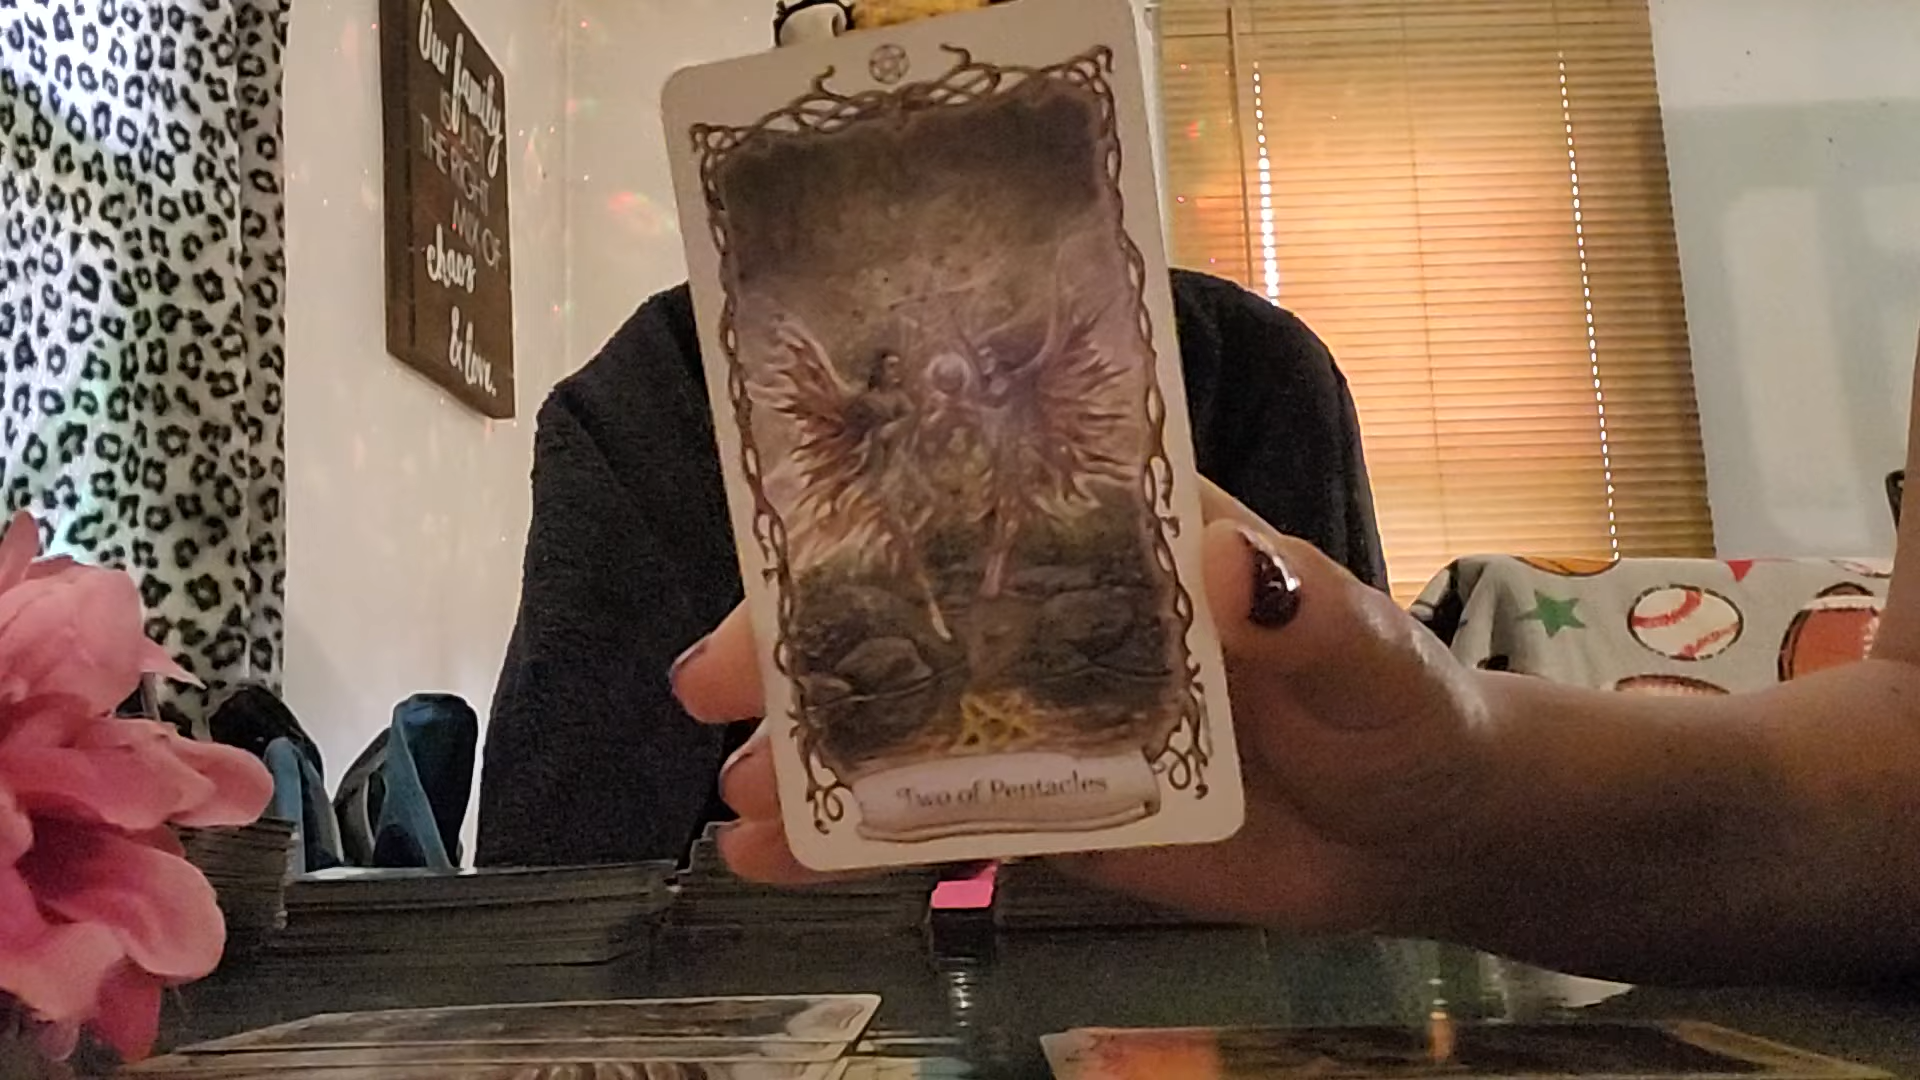 Our family
IS JUST
THE RIGHT
MIX OF
chaos
& love.
Two of Pentacles